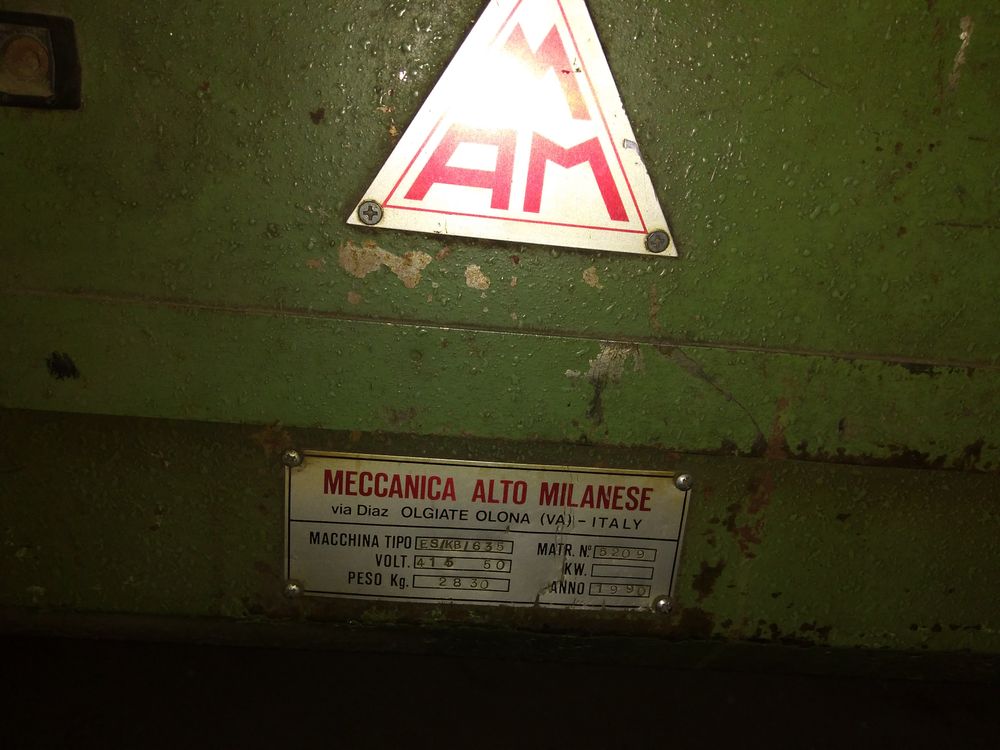 M
AM
MECCANICA ALTO MILANESE
via Diaz OLGIATE OLONA (VA) - ITALY
MACCHINA TIPO ES/KB/635 MATR. N° 5209
VOLT. 415 50 KW.
PESO Kg. 2830 ANNO 1990